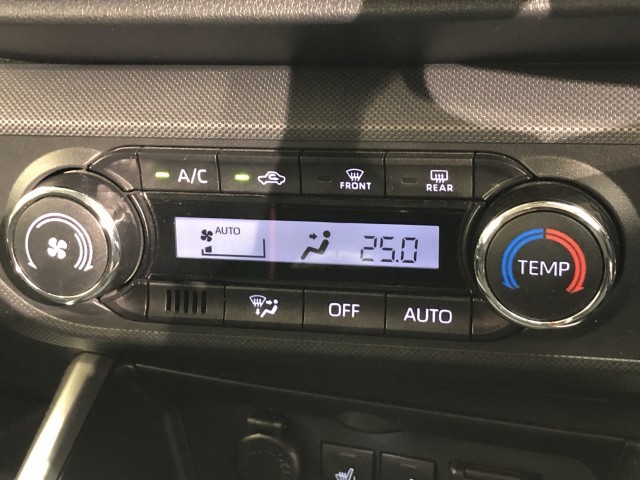 A/C FRONT REAR
AUTO 25.0
TEMP
OFF AUTO